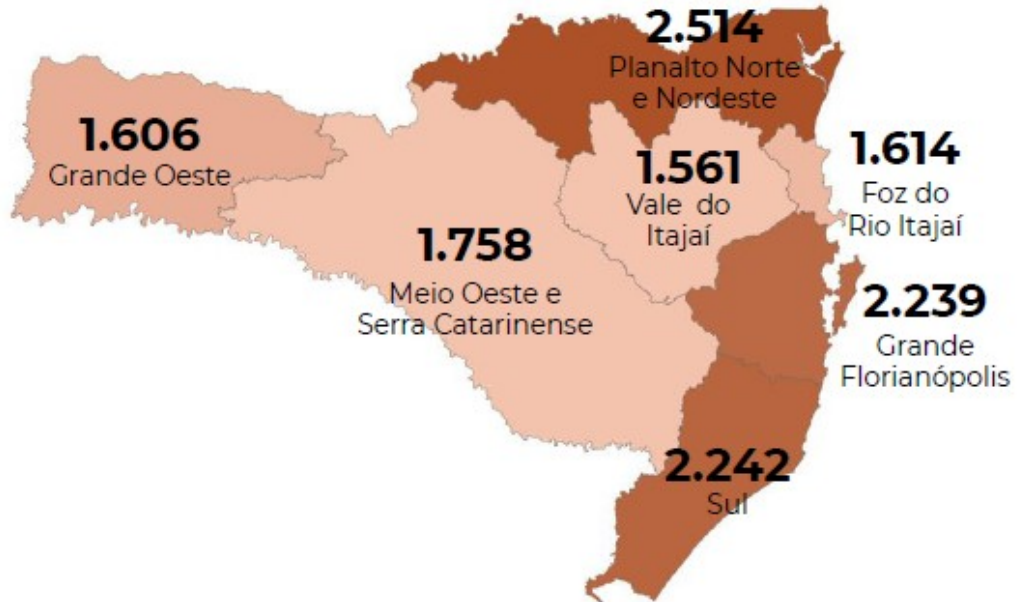 2.514
Planalto Norte
e Nordeste
1.606
Grande Oeste
1.561
Vale do
Itajaí
1.614
Foz do
Rio Itajaí
1.758
Meio Oeste e
Serra Catarinense
2.239
Grande
Florianópolis
2.242
Sul